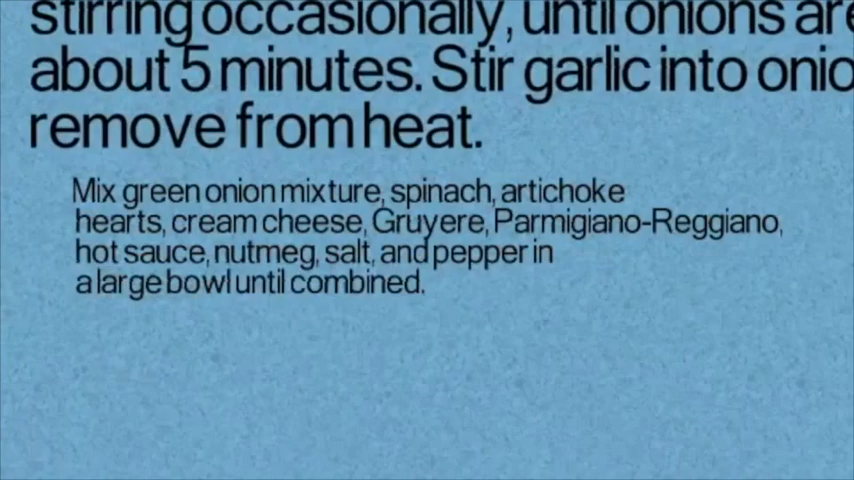 stirring occasionally, until onions are
about 5 minutes. Stir garlic into
remove from heat.
Mix green onion mixture, spinach, artichoke
hearts, cream cheese, Gruyere, Parmigiano-Reggiano,
hot sauce, nutmeg, salt, and pepper in
a large bowl until combined.